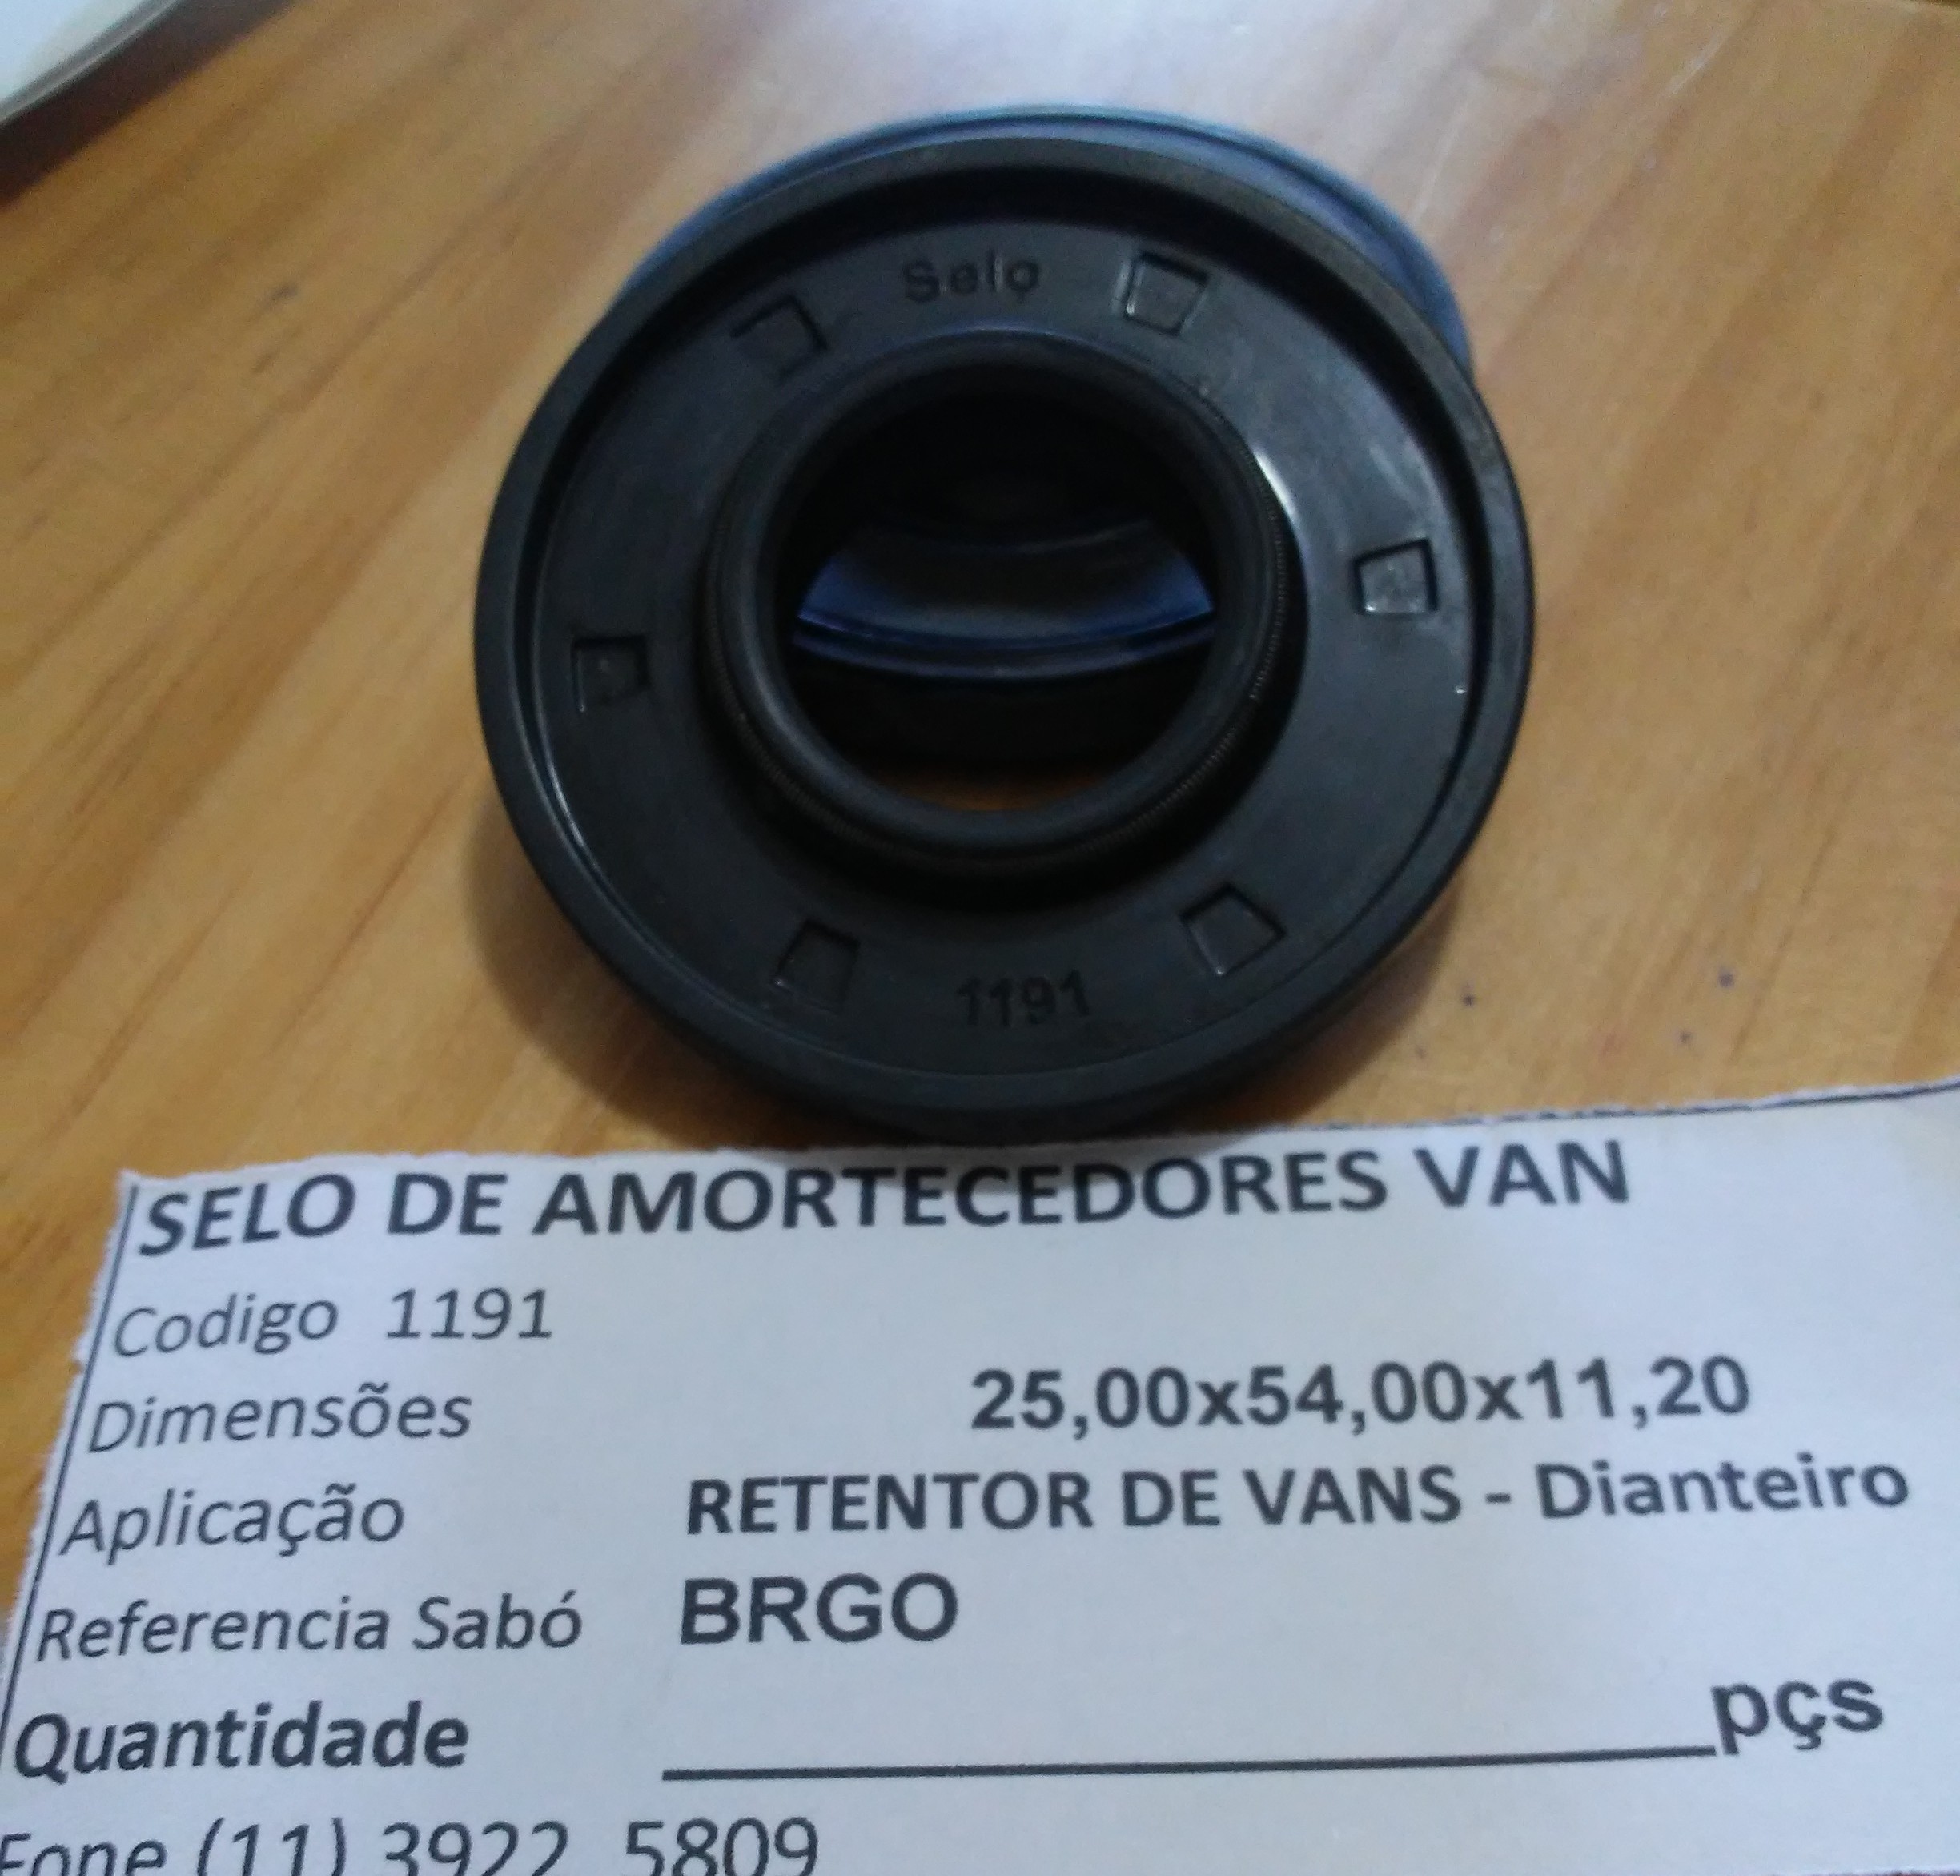 Selo
1191
SELO DE AMORTECEDORES VAN
Codigo 1191
Dimensões 25,00x54,00x11,20
Aplicação RETENTOR DE VANS - Dianteiro
Referencia Sabó BRGO
Quantidade ____________________pçs
Fone (11) 3922 5809